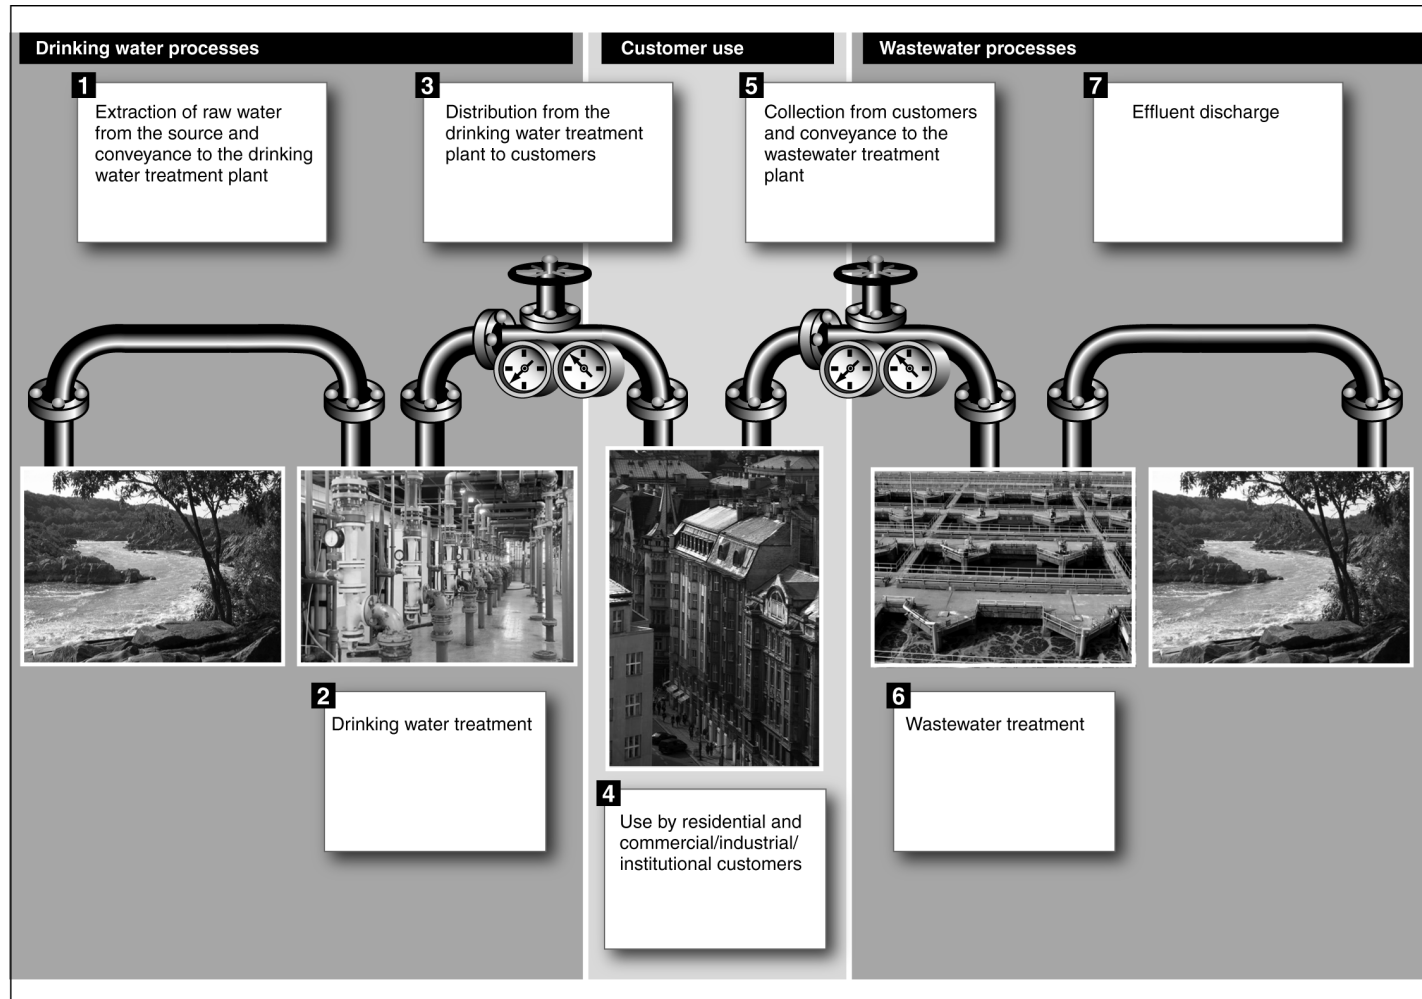 Drinking water processes
Customer use
Wastewater processes
1
Extraction of raw water
from the source and
conveyance to the drinking
water treatment plant
3
Distribution from the
drinking water treatment
plant to customers
5
Collection from customers
and conveyance to the
wastewater treatment
plant
7
Effluent discharge
2
Drinking water treatment
4
Use by residential and
commercial/industrial/
institutional customers
6
Wastewater treatment